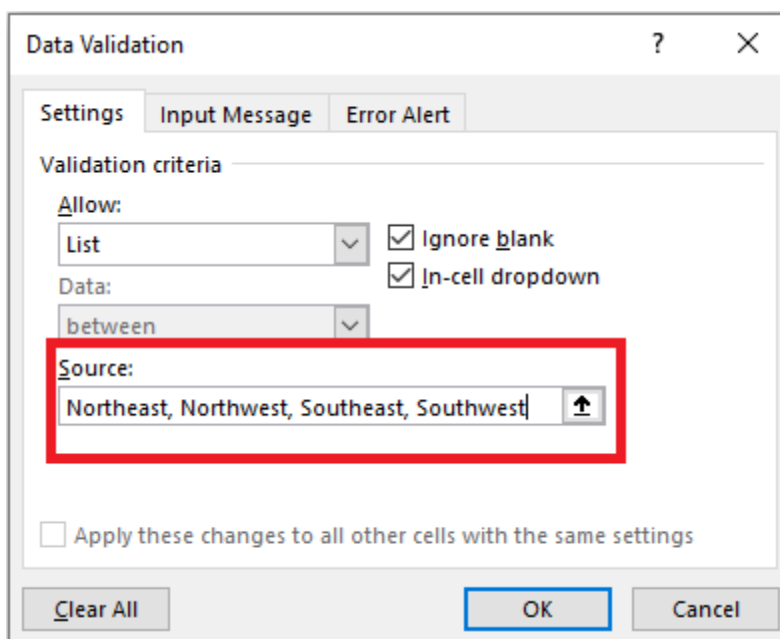 Data Validation ?
Settings Input Message Error Alert
Validation criteria
Allow:
List
Ignore blank
In-cell dropdown
Data:
between
Source:
Northeast, Northwest, Southeast, Southwest
Apply these changes to all other cells with the same settings
Clear All OK Cancel